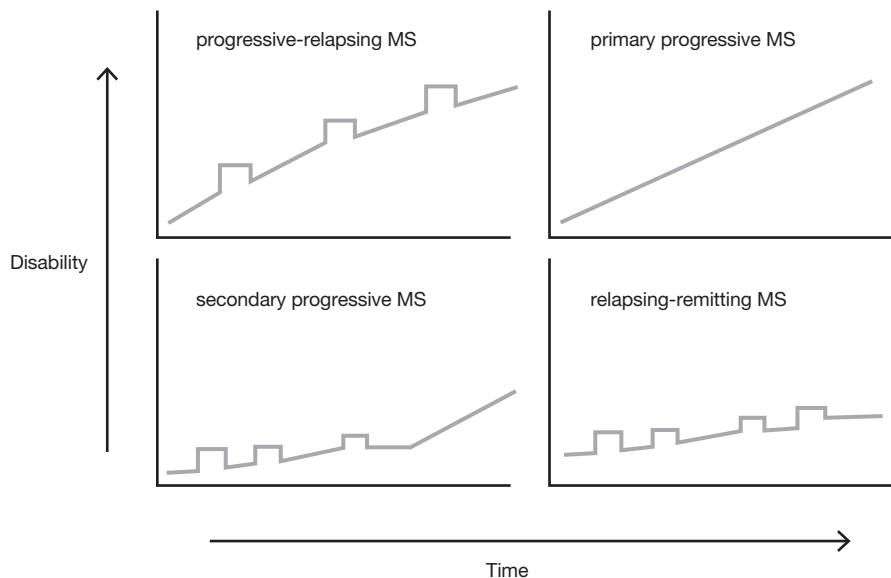 progressive-relapsing MS
primary progressive MS
Disability
secondary progressive MS
relapsing-remitting MS
Time